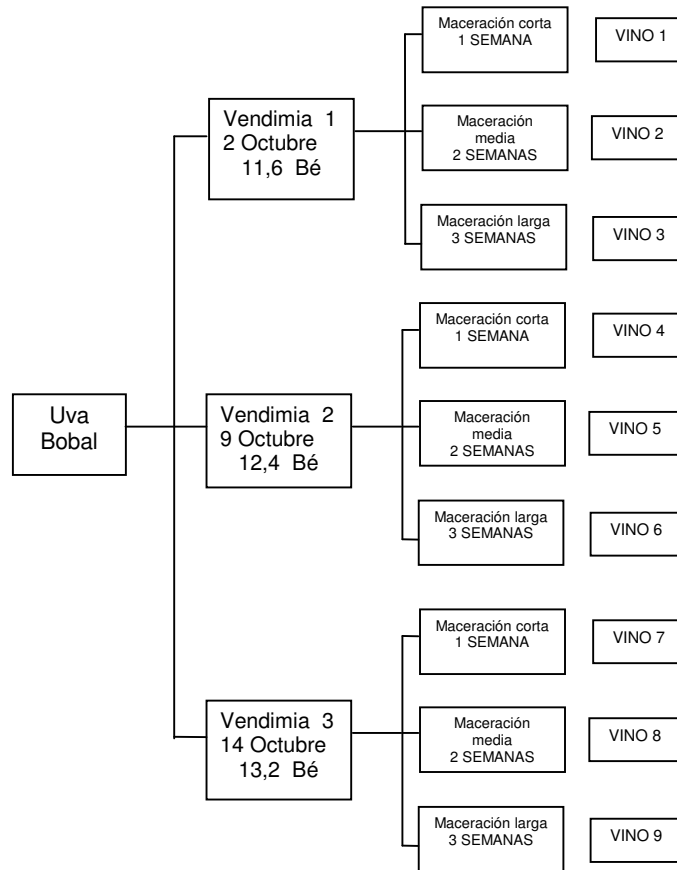 Uva
Bobal
Vendimia 1
2 Octubre
11,6 Bé
Maceración corta
1 SEMANA
VINO 1
Maceración
media
2 SEMANAS
VINO 2
Maceración larga
3 SEMANAS
VINO 3
Vendimia 2
9 Octubre
12,4 Bé
Maceración corta
1 SEMANA
VINO 4
Maceración
media
2 SEMANAS
VINO 5
Maceración larga
3 SEMANAS
VINO 6
Vendimia 3
14 Octubre
13,2 Bé
Maceración corta
1 SEMANA
VINO 7
Maceración
media
2 SEMANAS
VINO 8
Maceración larga
3 SEMANAS
VINO 9